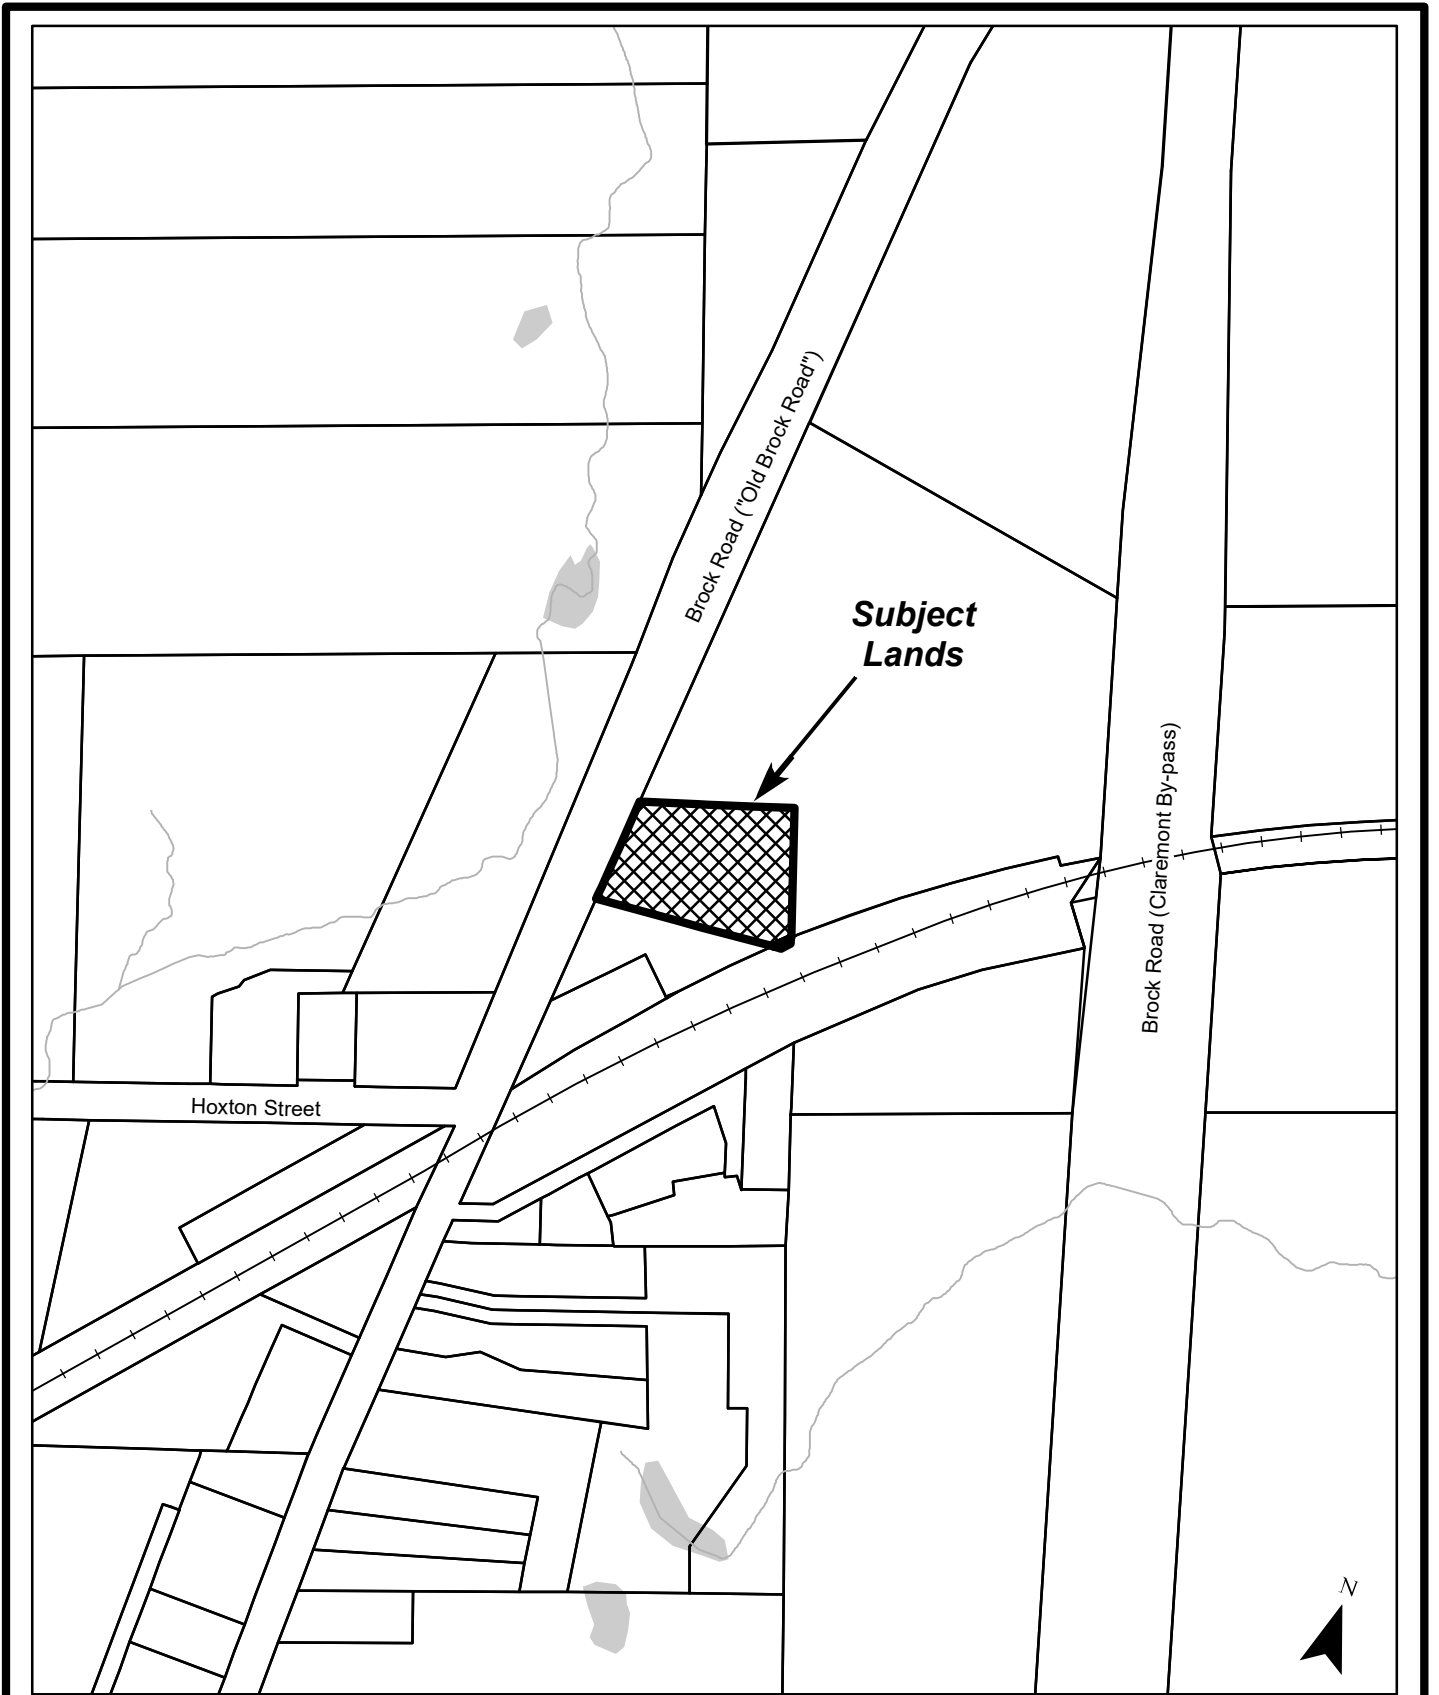 Brock Road ("Old Brock Road")
Subject
Lands
Brock Road (Claremont By-pass)
Hoxton Street
N